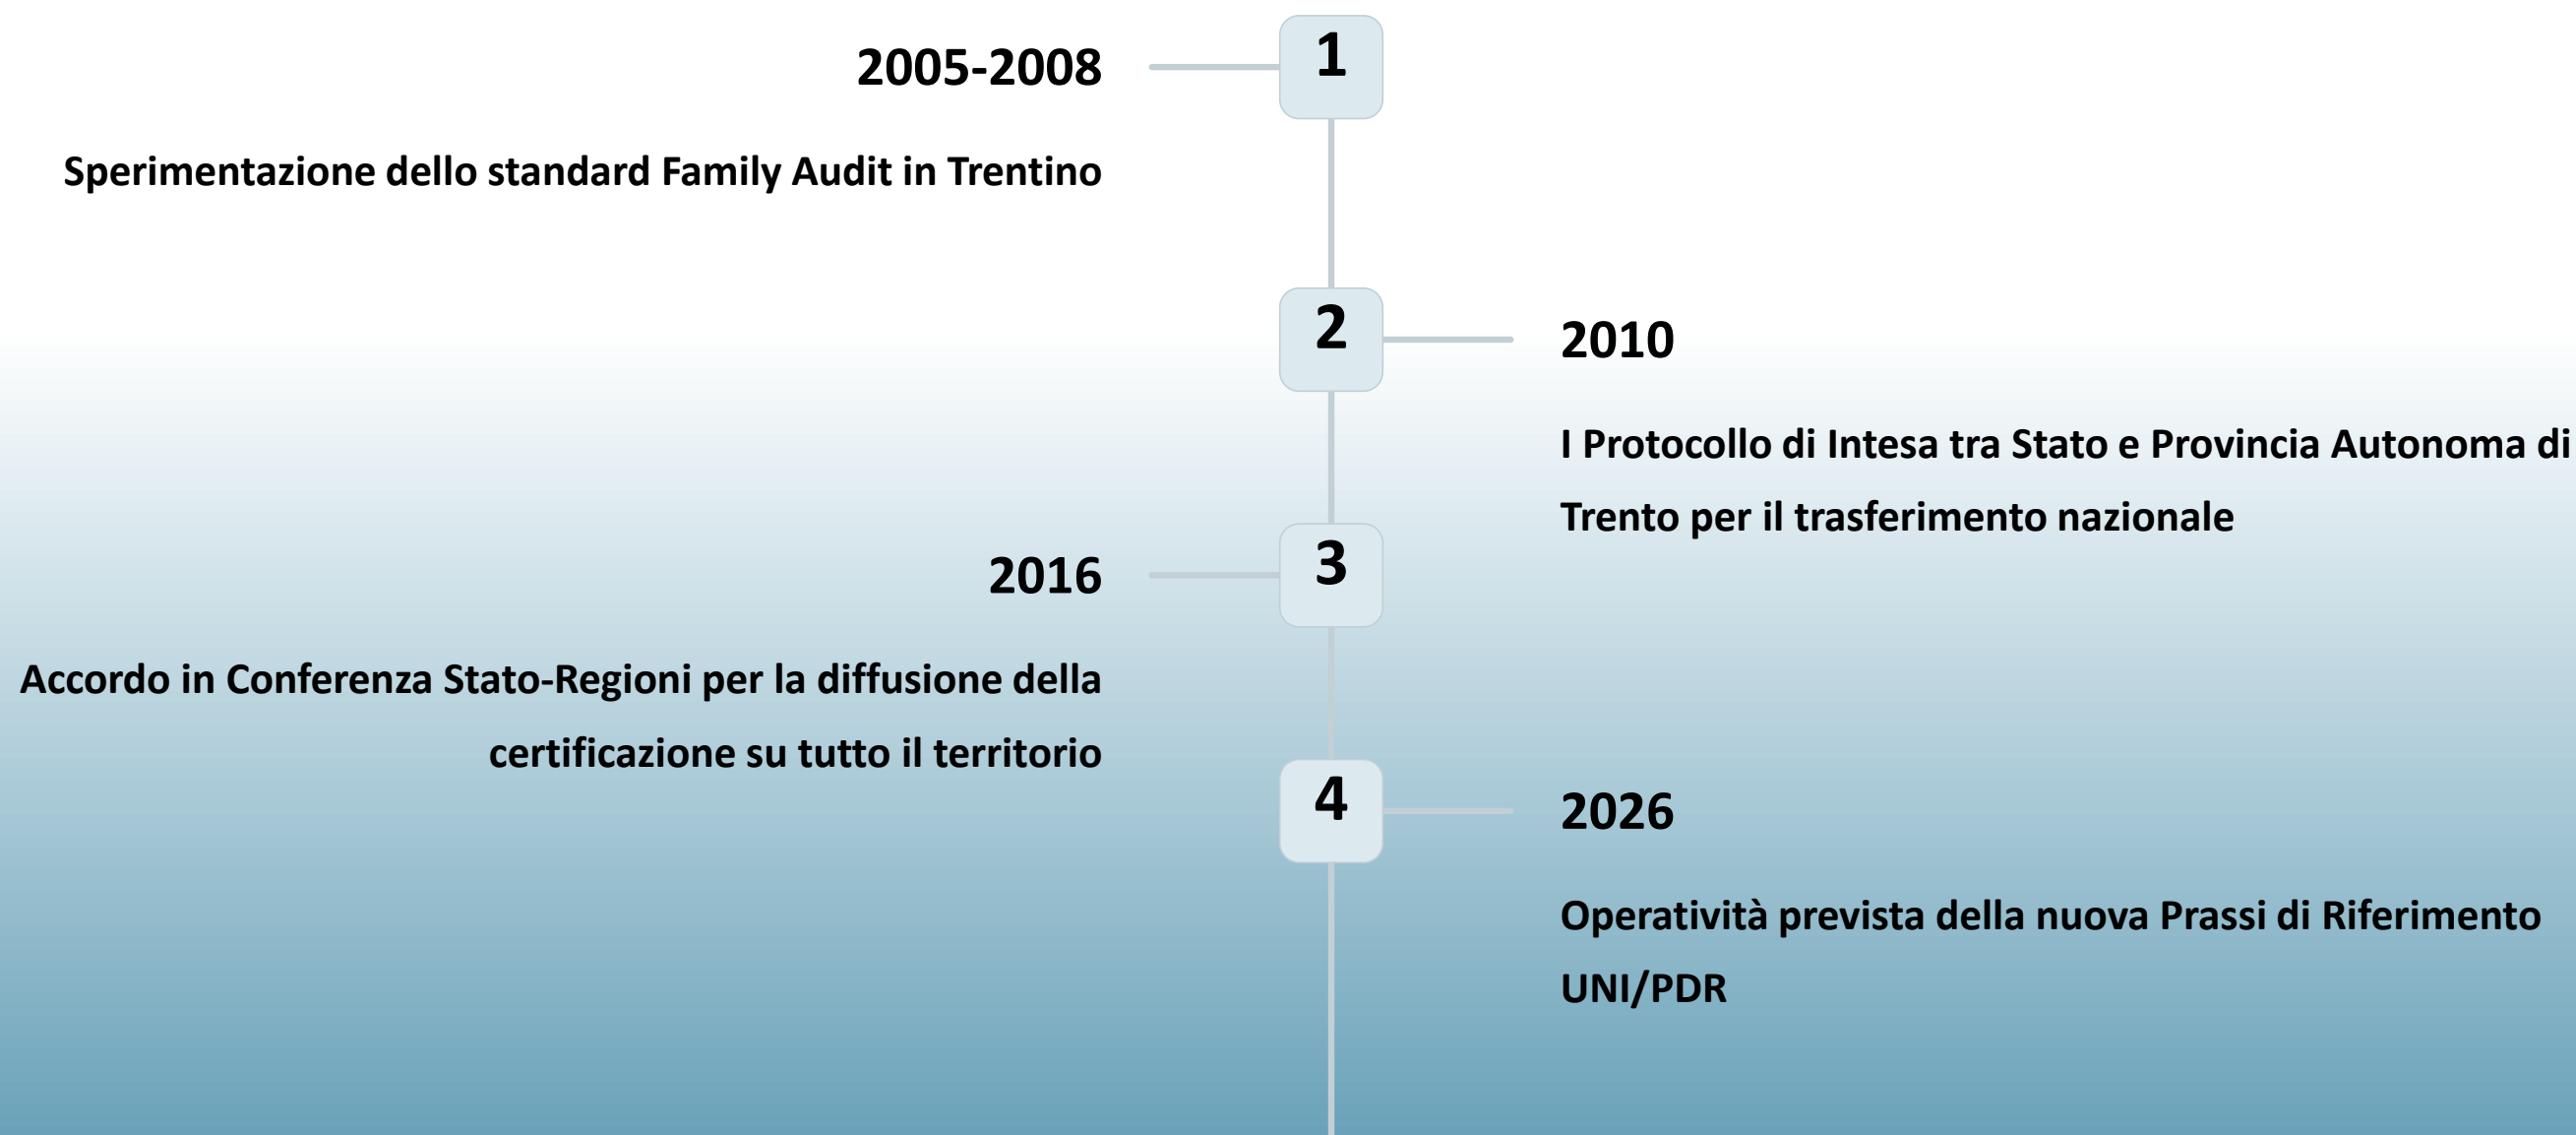 1
2005-2008
Sperimentazione dello standard Family Audit in Trentino
2
2010
I Protocollo di Intesa tra Stato e Provincia Autonoma di
Trento per il trasferimento nazionale
3
2016
Accordo in Conferenza Stato-Regioni per la diffusione della
certificazione su tutto il territorio
4
2026
Operatività prevista della nuova Prassi di Riferimento
UNI/PDR